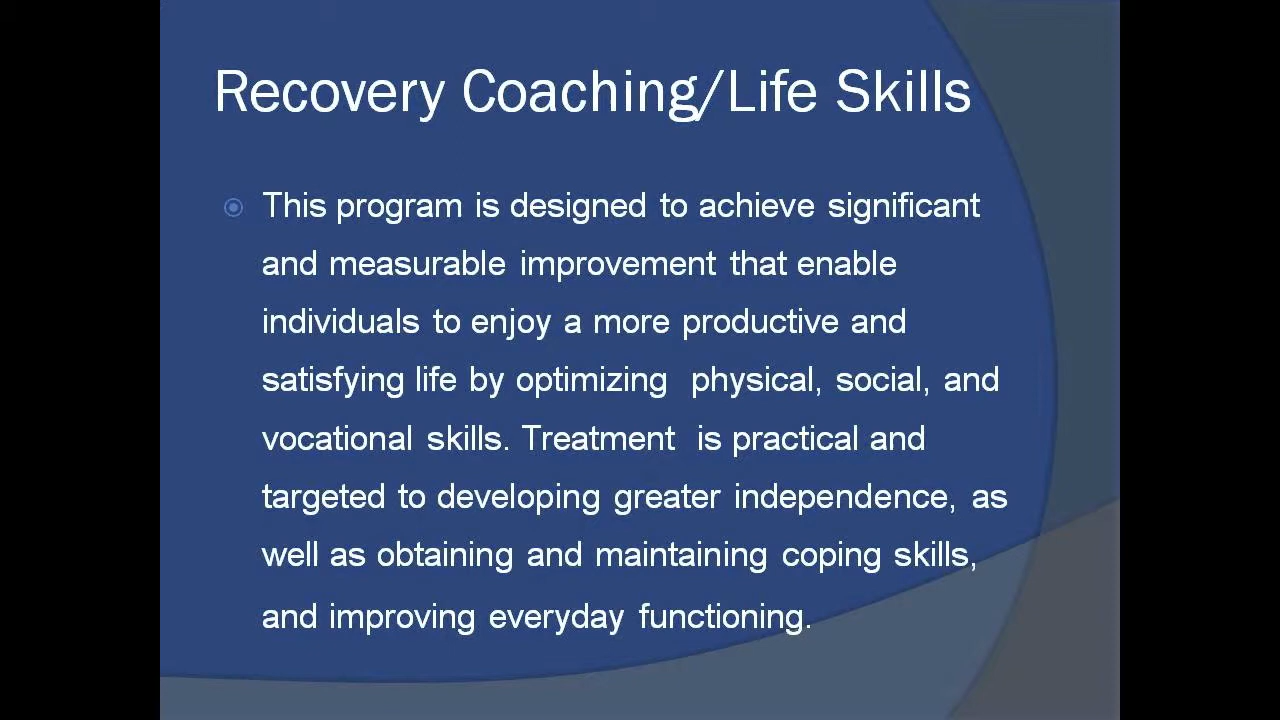 Recovery Coaching/Life Skills
This program is designed to achieve significant
and measurable improvement that enable
individuals to enjoy a more productive and
satisfying life by optimizing  physical, social, and
vocational skills. Treatment  is practical and
targeted to developing greater independence, as
well as obtaining and maintaining coping skills,
and improving everyday functioning.